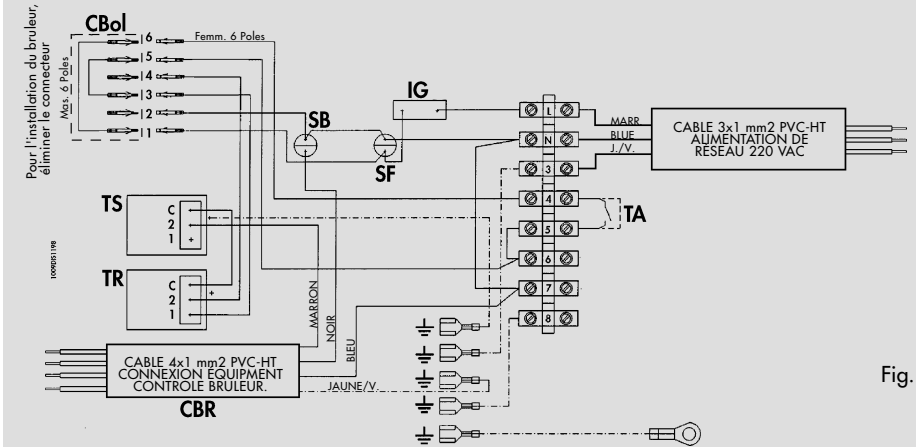 Pour l'installation du bruleur,
éliminer le connecteur
CBol
Mas. 6 Poles
6
5
4
3
2
1
Femm. 6 Poles
IG
SB
SF
L
N
3
4
5
6
7
8
MARR
BLUE
J./V.
CABLE 3x1 mm2 PVC-HT
ALIMENTATION DE
RÉSEAU 220 VAC
TA
TS
C
2
1
TR
C
2
1
1009DIS1198
MARRON
NOIR
BLEU
JAUNE/V.
CABLE 4x1 mm2 PVC-HT
CONNEXION EQUIPMENT
CONTROLE BRULEUR.
CBR
Fig.